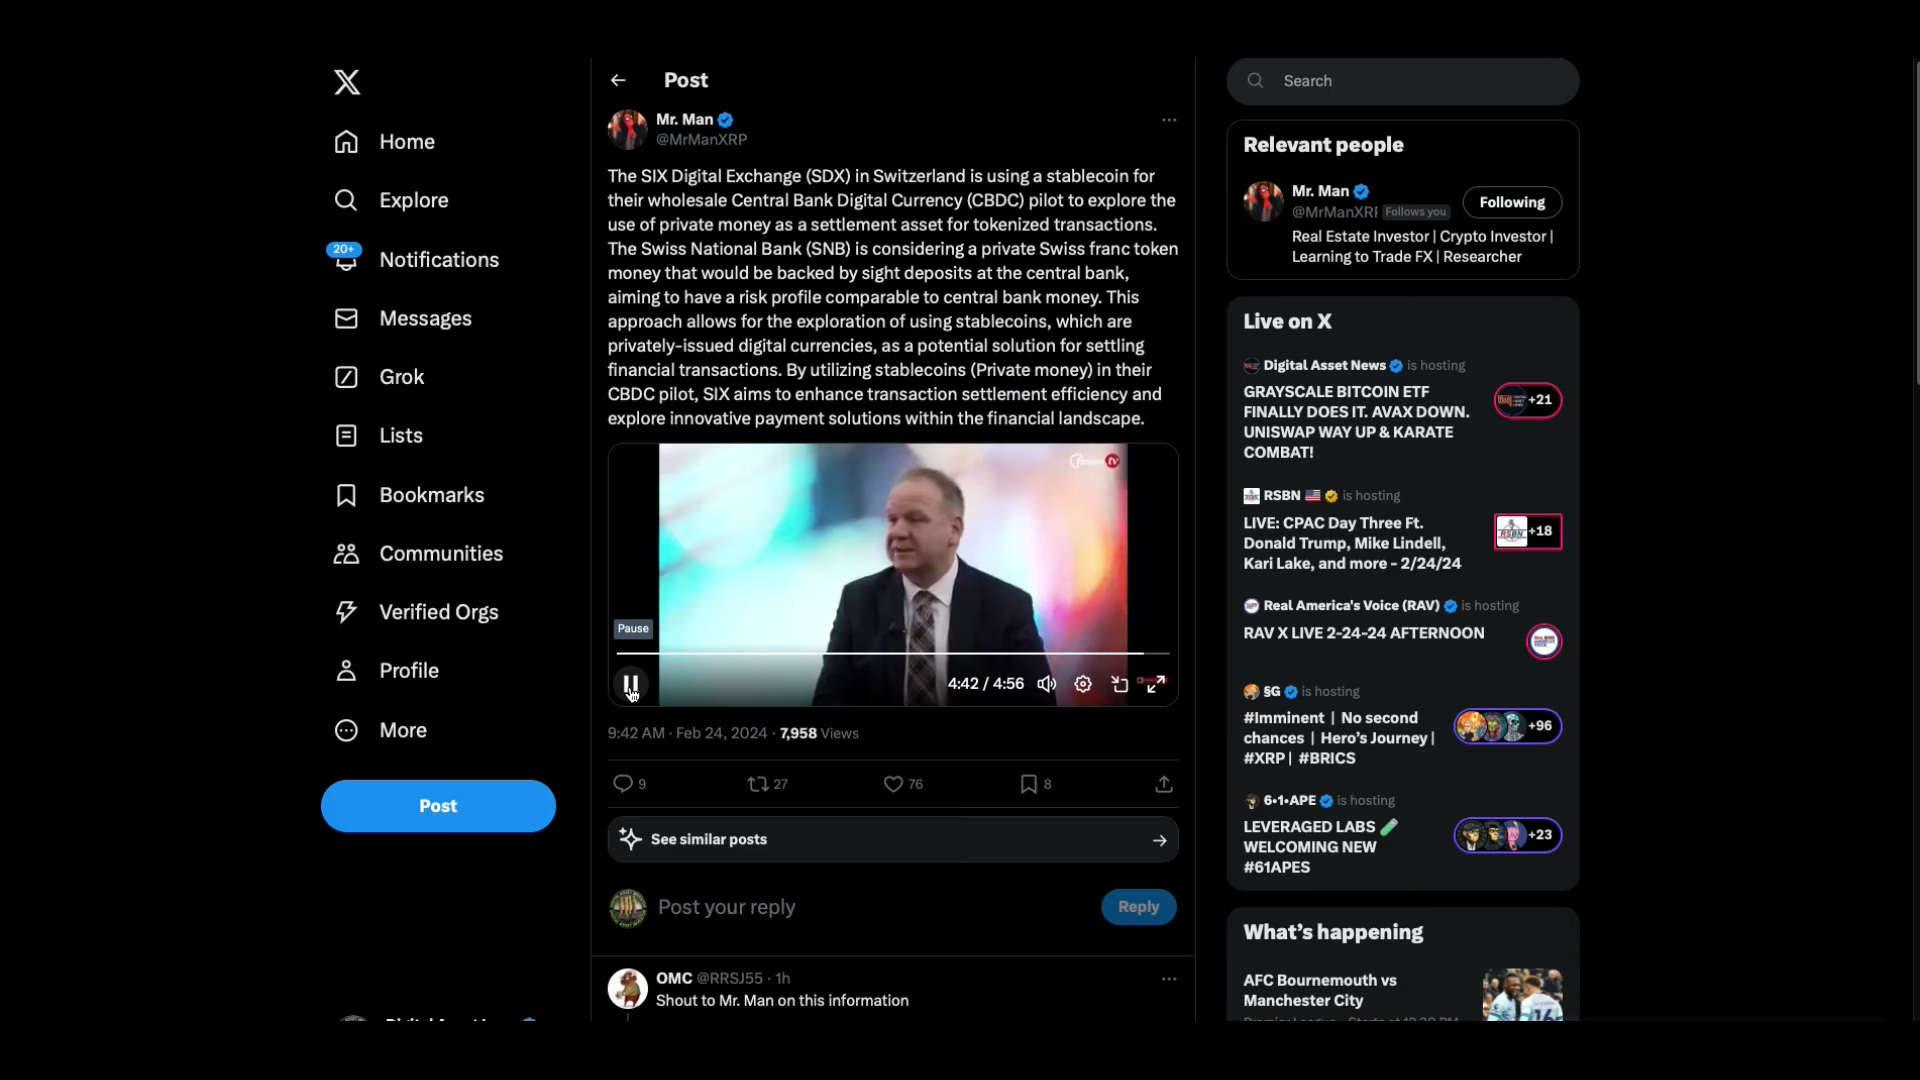 Home
Explore
20+
Notifications
Messages
Grok
Lists
Bookmarks
Communities
Verified Orgs
Profile
More
Post
Post
Mr. Man
@MrManXRP
The SIX Digital Exchange (SDX) in Switzerland is using a stablecoin for
their wholesale Central Bank Digital Currency (CBDC) pilot to explore the
use of private money as a settlement asset for tokenized transactions.
The Swiss National Bank (SNB) is considering a private Swiss franc token
money that would be backed by sight deposits at the central bank,
aiming to have a risk profile comparable to central bank money. This
approach allows for the exploration of using stablecoins, which are
privately-issued digital currencies, as a potential solution for settling
financial transactions. By utilizing stablecoins (Private money) in their
CBDC pilot, SIX aims to enhance transaction settlement efficiency and
explore innovative payment solutions within the financial landscape.
Pause
4:42 / 4:56
9:42 AM · Feb 24, 2024 · 7,958 Views
9
27
76
8
See similar posts
Post your reply
Reply
OMC @RRSJ55 · 1h
Shout to Mr. Man on this information
Search
Relevant people
Mr. Man
@MrManXRP Follows you
Following
Real Estate Investor | Crypto Investor |
Learning to Trade FX | Researcher
Live on X
Digital Asset News is hosting
GRAYSCALE BITCOIN ETF
FINALLY DOES IT. AVAX DOWN.
UNISWAP WAY UP & KARATE
COMBAT!
+21
RSBN is hosting
LIVE: CPAC Day Three Ft.
Donald Trump, Mike Lindell,
Kari Lake, and more - 2/24/24
+18
Real America's Voice (RAV) is hosting
RAV X LIVE 2-24-24 AFTERNOON
§G is hosting
#Imminent | No second
chances | Hero's Journey |
#XRP | #BRICS
+96
6•1•APE is hosting
LEVERAGED LABS
WELCOMING NEW
#61APES
+23
What's happening
AFC Bournemouth vs
Manchester City